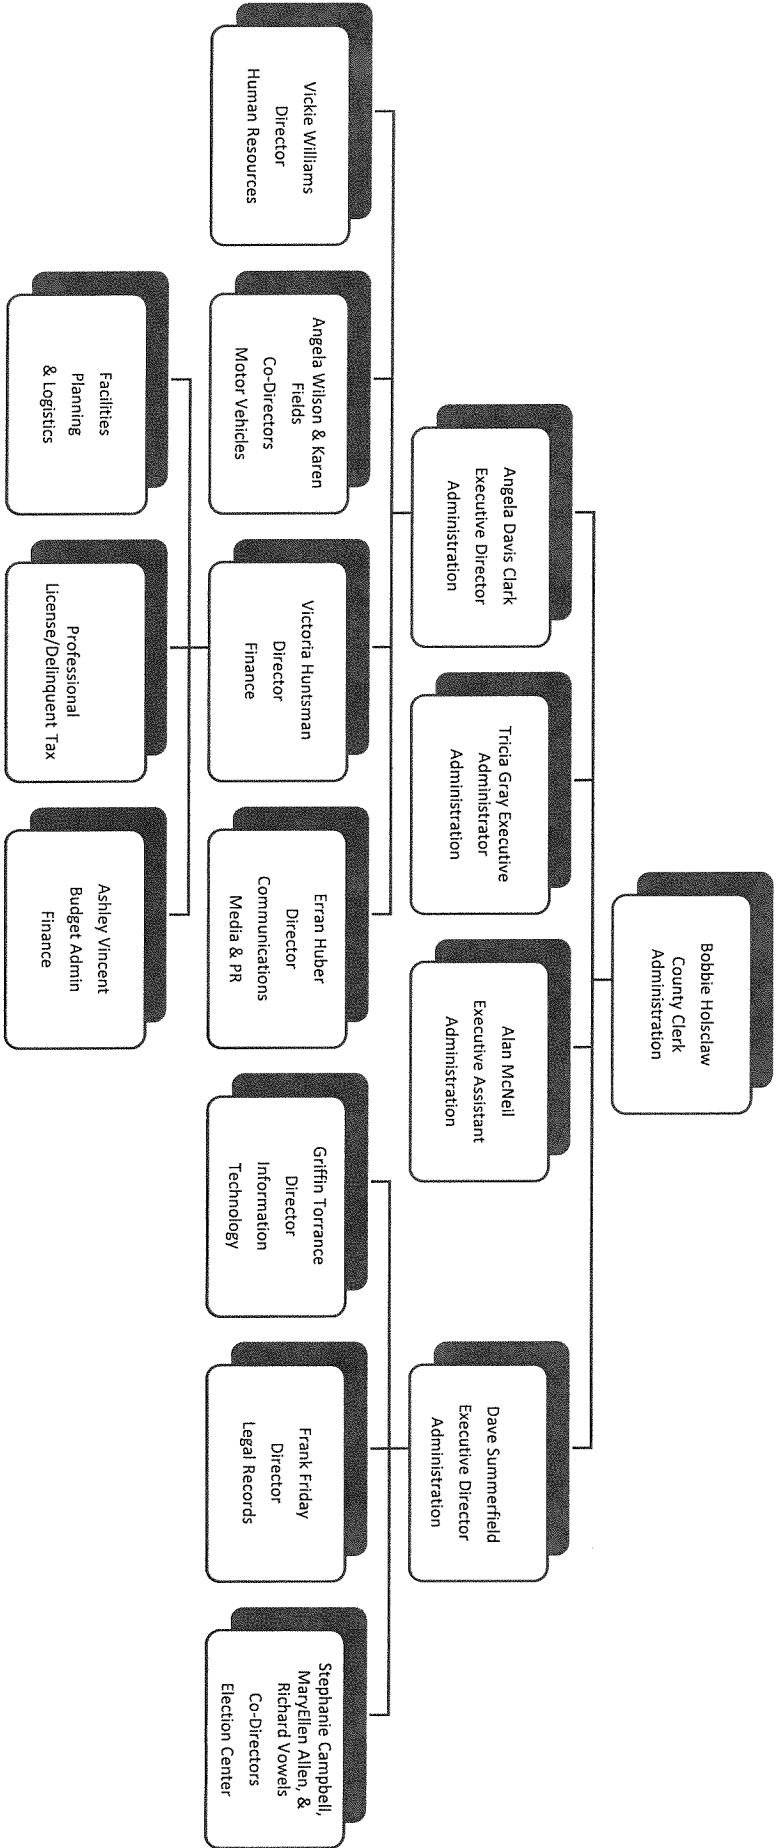 Bobbie Holsclaw
County Clerk
Administration
Angela Davis Clark
Executive Director
Administration
Tricia Gray Executive
Administrator
Administration
Alan McNeil
Executive Assistant
Administration
Dave Summerfield
Executive Director
Administration
Vickie Williams
Director
Human Resources
Angela Wilson & Karen
Fields
Co-Directors
Motor Vehicles
Victoria Huntsman
Director
Finance
Erran Huber
Director
Communications
Media & PR
Griffin Torrance
Director
Information
Technology
Frank Friday
Director
Legal Records
Stephanie Campbell,
MaryEllen Allen, &
Richard Vowels
Co-Directors
Election Center
Facilities
Planning
& Logistics
Professional
License/Delinquent Tax
Ashley Vincent
Budget Admin
Finance